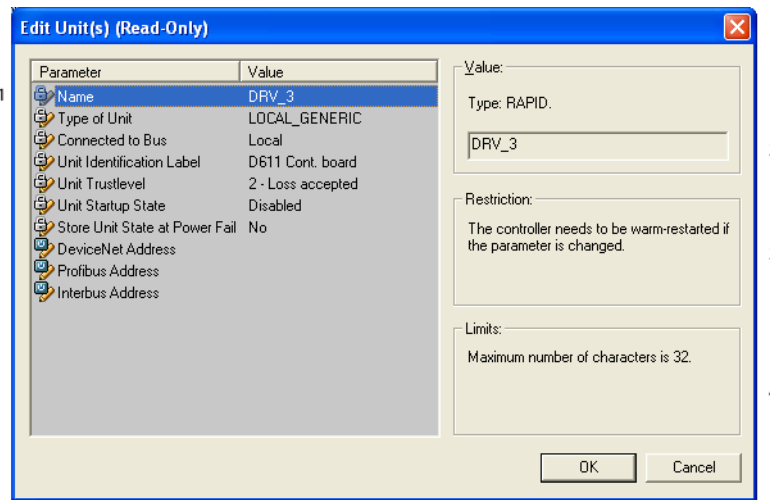 Edit Unit(s) (Read-Only)
Parameter Value
Name DRV_3
Type of Unit LOCAL_GENERIC
Connected to Bus Local
Unit Identification Label D611 Cont. board
Unit Trustlevel 2 - Loss accepted
Unit Startup State Disabled
Store Unit State at Power Fail No
DeviceNet Address
Profibus Address
Interbus Address
Value:
Type: RAPID.
DRV_3
Restriction:
The controller needs to be warm-restarted if
the parameter is changed.
Limits:
Maximum number of characters is 32.
OK Cancel